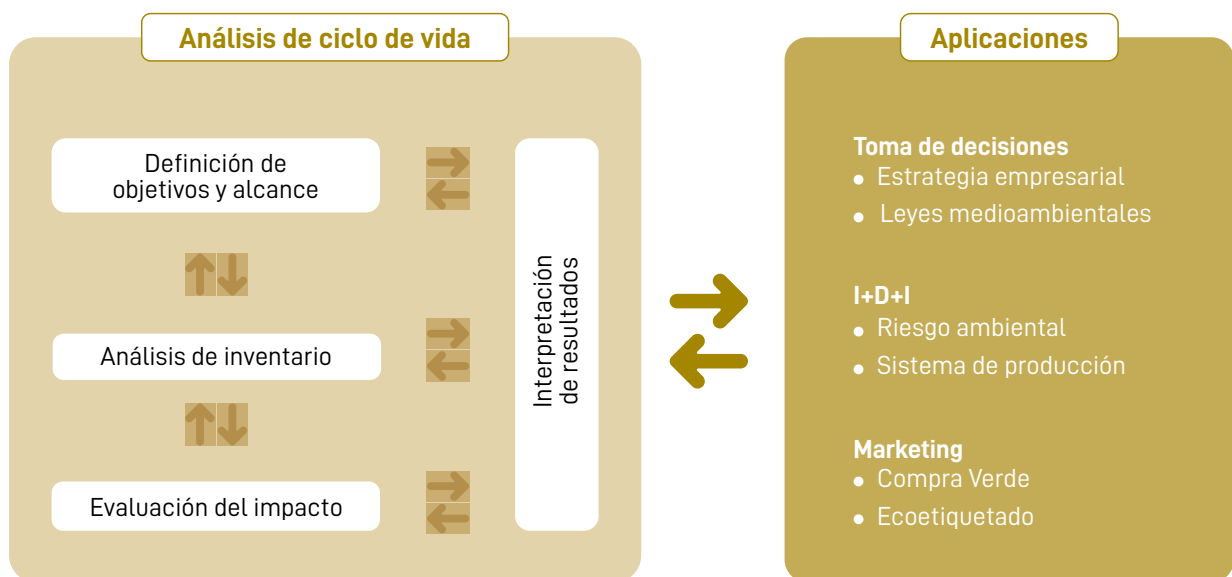 Análisis de ciclo de vida
Definición de
objetivos y alcance
Análisis de inventario
Evaluación del impacto
Interpretación
de resultados
Aplicaciones
Toma de decisiones
● Estrategia empresarial
● Leyes medioambientales
I+D+I
● Riesgo ambiental
● Sistema de producción
Marketing
● Compra Verde
● Ecoetiquetado